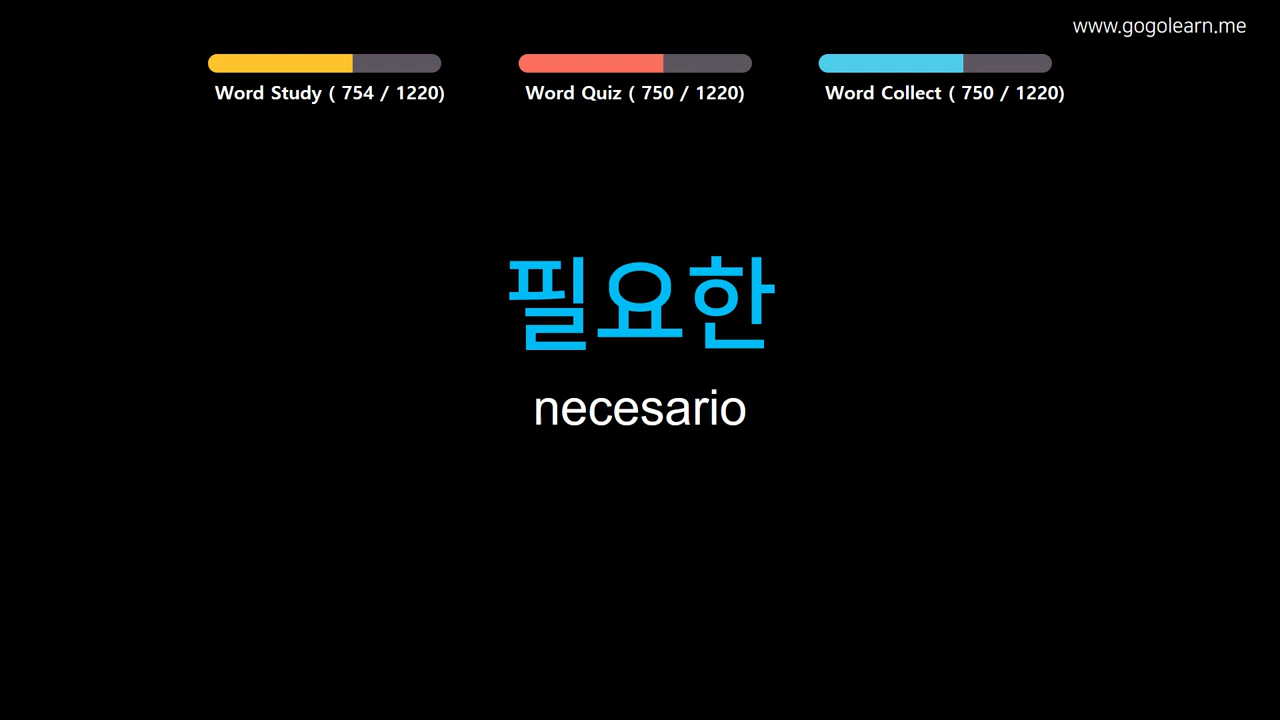 www.gogolearn.me
Word Study ( 754 / 1220)
Word Quiz ( 750 / 1220)
Word Collect ( 750 / 1220)
필요한
necesario